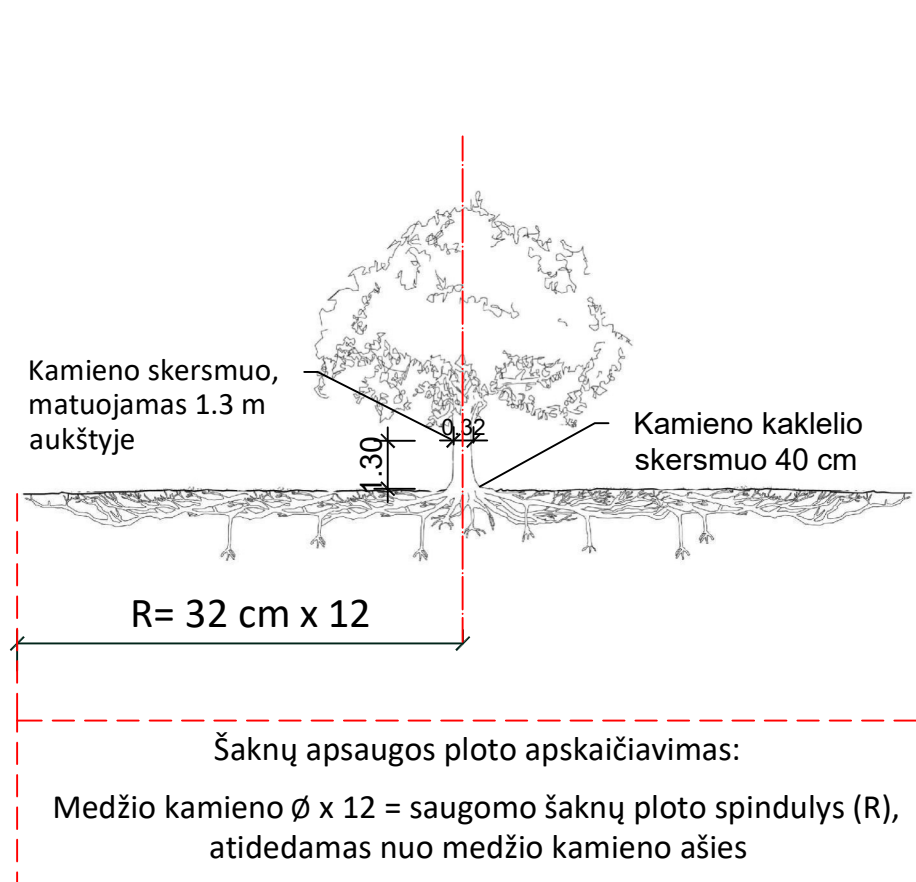 Kamieno skersmuo,
matuojamas 1.3 m
aukštyje
0,32
1.30
Kamieno kaklelio
skersmuo 40 cm
R= 32 cm x 12
Šaknų apsaugos ploto apskaičiavimas:
Medžio kamieno Ø x 12 = saugomo šaknų ploto spindulys (R),
atidedamas nuo medžio kamieno ašies